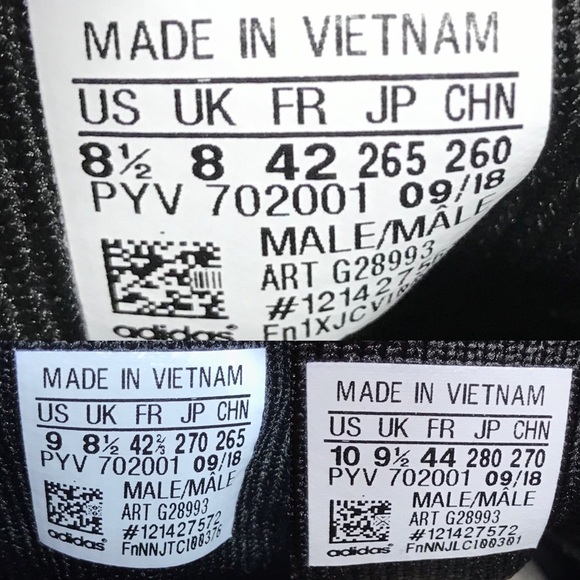 MADE IN VIETNAM
US UK FR JP CHN
8½ 8 42 265 260
PYV 702001 09/18
MALE/MÂLE
ART G28993
adidas
MADE IN VIETNAM
US UK FR JP CHN
9 8½ 42⅔ 270 265
PYV 702001 09/18
MALE/MÂLE
ART G28993
#121427572
adidas FnNNJTCI00376
MADE IN VIETNAM
US UK FR JP CHN
10 9½ 44 280 270
PYV 702001 09/18
MALE/MÂLE
ART G28993
#121427572
adidas FnNNJLCI00301